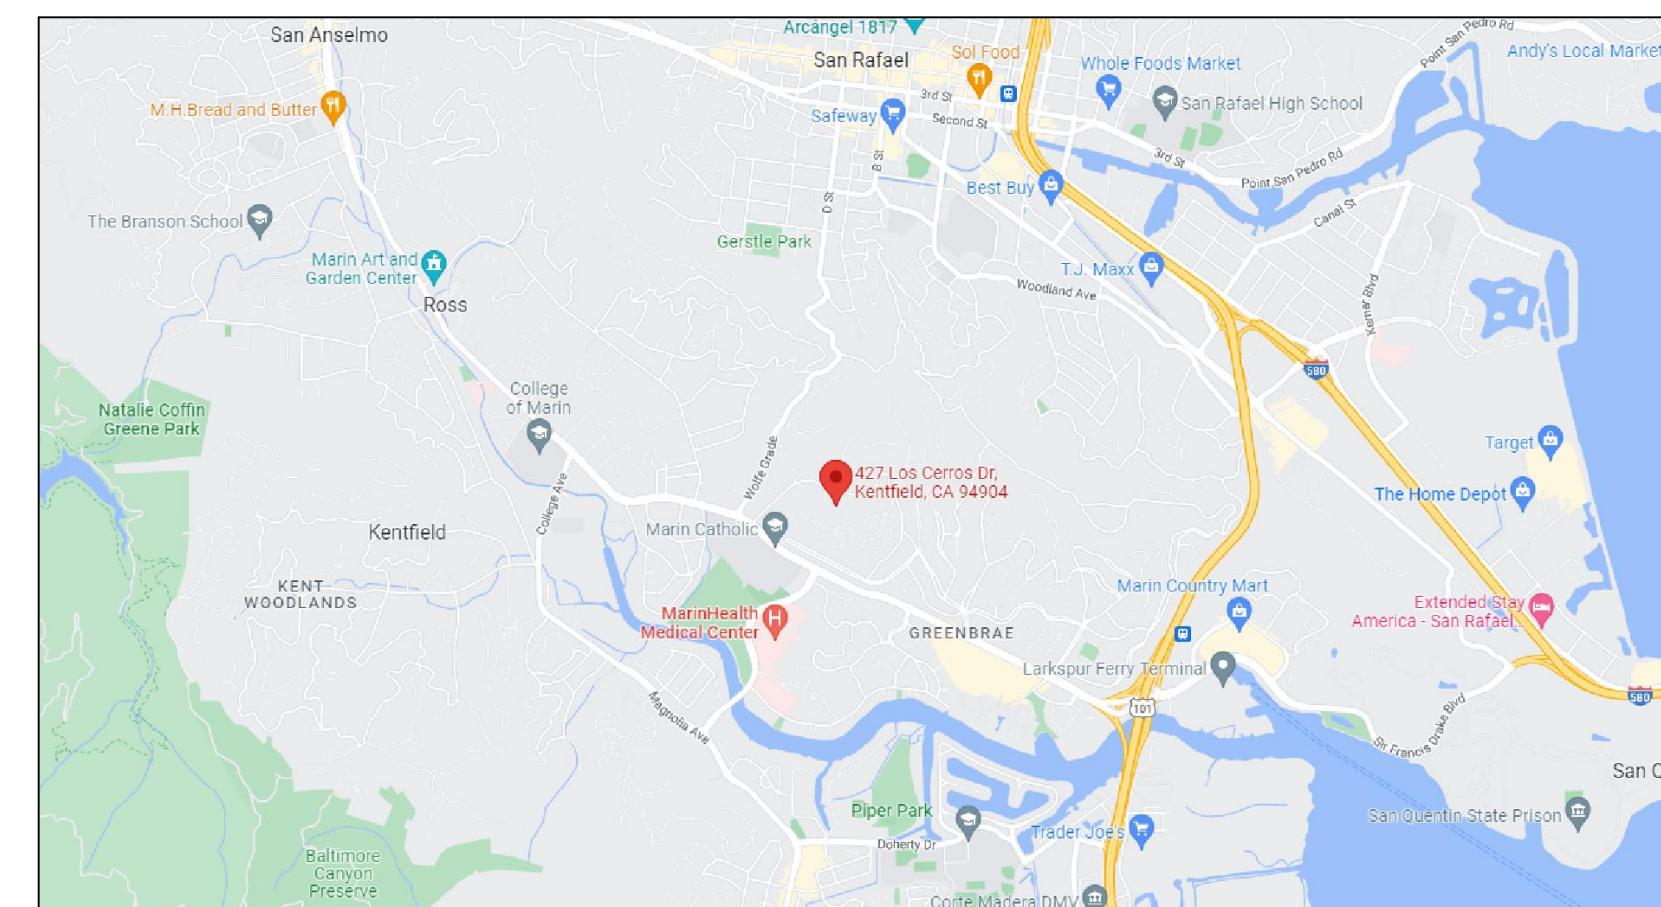 San Anselmo
Arcángel 1817
San Rafael
Sol Food
Whole Foods Market
Point San Pedro Rd
Andy's Local Market
M.H.Bread and Butter
Safeway
3rd St
Second St
San Rafael High School
3rd St
Point San Pedro Rd
B St
D St
Best Buy
Canal St
The Branson School
Gerstle Park
Marin Art and
Garden Center
Ross
T.J. Maxx
Woodland Ave
Kerner Blvd
580
College
of Marin
Natalie Coffin
Greene Park
Wolfe Grade
427 Los Cerros Dr,
Kentfield, CA 94904
Target
The Home Depot
College Ave
Kentfield
Marin Catholic
KENT
WOODLANDS
Marin Country Mart
MarinHealth
Medical Center
H
GREENBRAE
Extended Stay
America - San Rafael...
Larkspur Ferry Terminal
101
580
Magnolia Ave
Sir Francis Drake Blvd
San Q
Piper Park
Doherty Dr
Trader Joe's
San Quentin State Prison
Baltimore
Canyon
Preserve
Corte Madera DMV